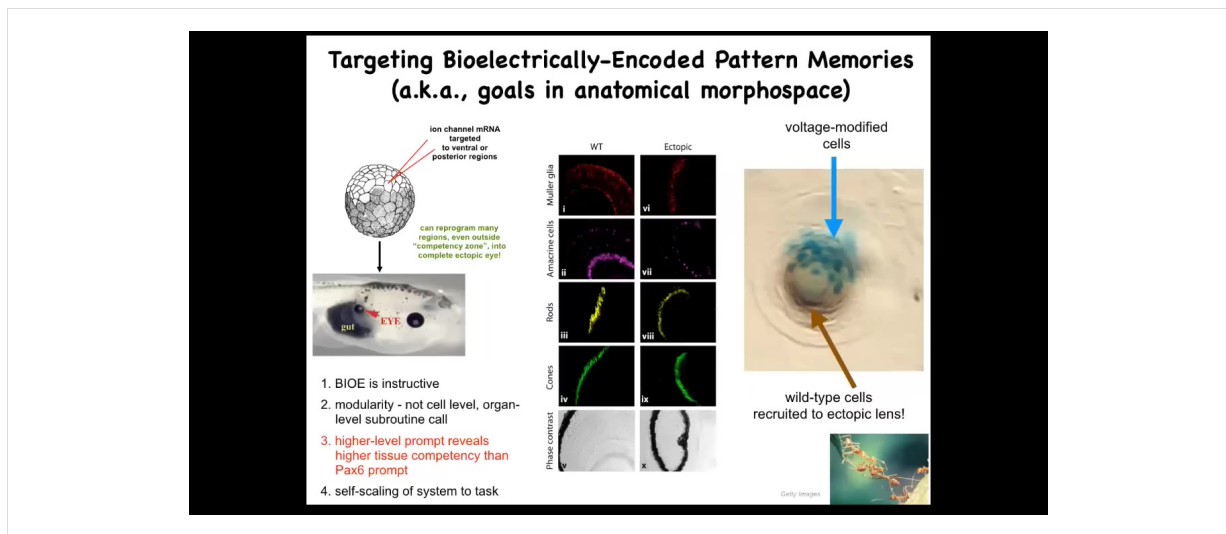 Targeting Bioelectrically-Encoded Pattern Memories
(a.k.a., goals in anatomical morphospace)
ion channel mRNA
targeted
to ventral or
posterior regions
can reprogram many
regions, even outside
“competency zone”, into
complete ectopic eye!
gut
EYE
1. BIOE is instructive
2. modularity - not cell level, organ-
level subroutine call
3. higher-level prompt reveals
higher tissue competency than
Pax6 prompt
4. self-scaling of system to task
WT
Ectopic
Muller glia
i
vi
Amacrine cells
ii
vii
Rods
iii
viii
Cones
iv
ix
Phase contrast
v
x
voltage-modified
cells
wild-type cells
recruited to ectopic lens!
Getty Images